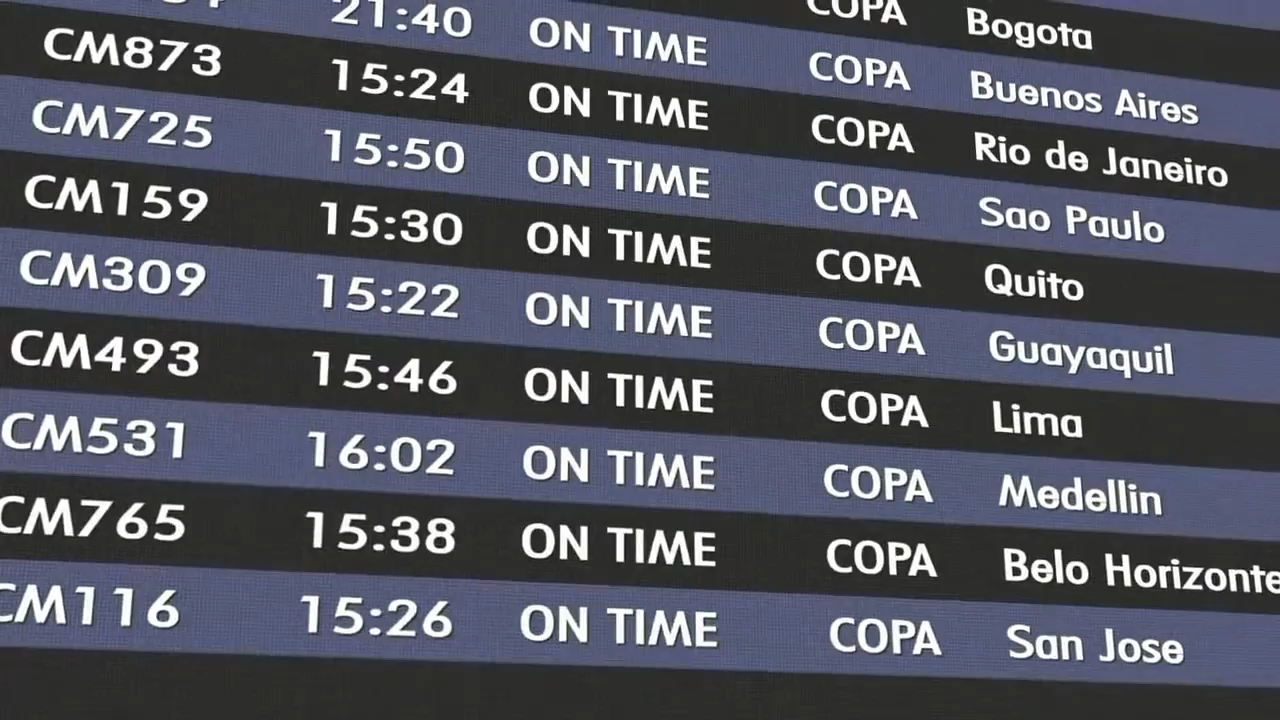 COPA Bogota
21:40 ON TIME COPA Buenos Aires
CM873 15:24 ON TIME COPA Rio de Janeiro
CM725 15:50 ON TIME COPA Sao Paulo
CM159 15:30 ON TIME COPA Quito
CM309 15:22 ON TIME COPA Guayaquil
CM493 15:46 ON TIME COPA Lima
CM531 16:02 ON TIME COPA Medellin
CM765 15:38 ON TIME COPA Belo Horizonte
CM116 15:26 ON TIME COPA San Jose